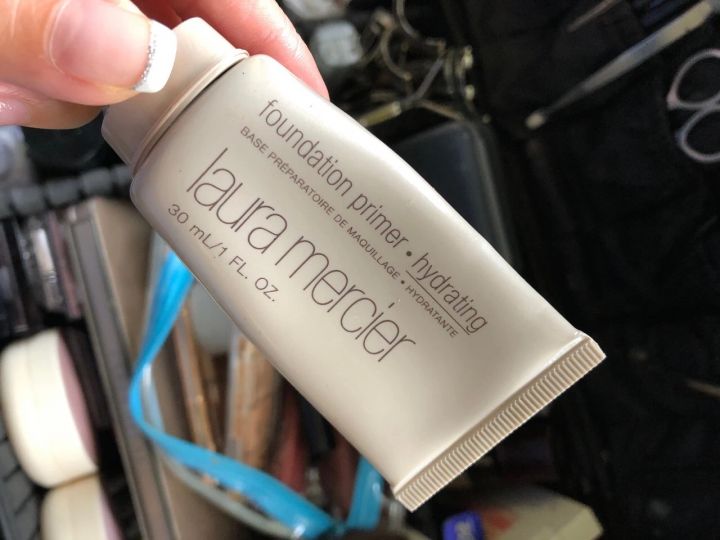 foundation primer • hydrating
BASE PRÉPARATOIRE DE MAQUILLAGE • HYDRATANTE
laura mercier
30 mL/1 FL. OZ.